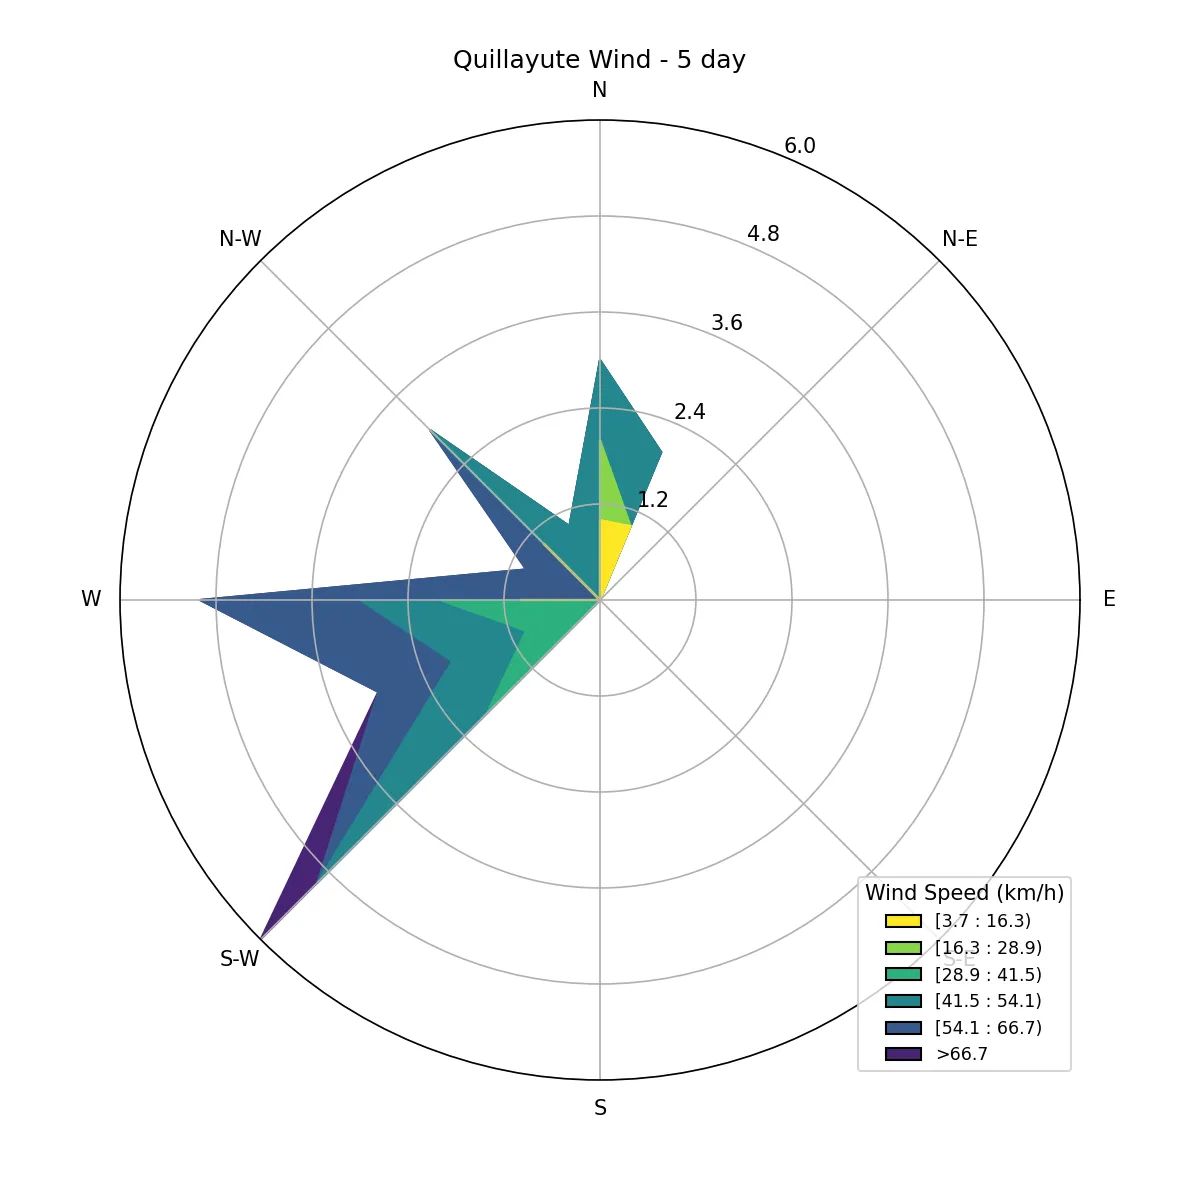 Quillayute Wind - 5 day
N
6.0
4.8
N-W
N-E
3.6
2.4
1.2
W
E
S-W
S-E
Wind Speed (km/h)
[3.7 : 16.3)
[16.3 : 28.9)
[28.9 : 41.5)
[41.5 : 54.1)
[54.1 : 66.7)
>66.7
S